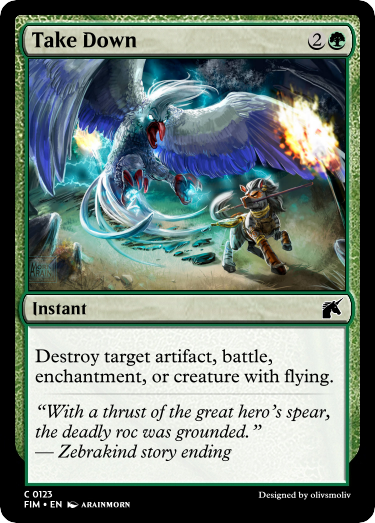 Take Down 2
Instant
Destroy target artifact, battle,
enchantment, or creature with flying.
“With a thrust of the great hero’s spear,
the deadly roc was grounded.”
— Zebrakind story ending
C 0123
FIM • EN ARAINMORN
Designed by olivsmoliv